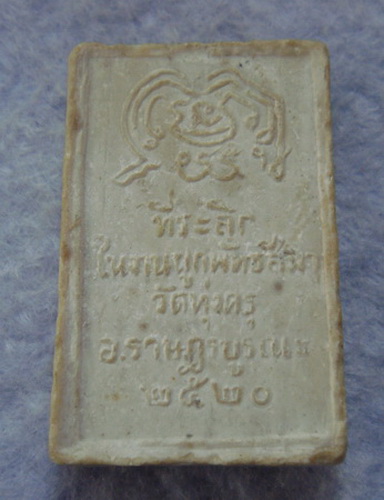 ที่ระลึก
ในงานผูกพัทธสีมา
วัดทุ่งครุ
อ.ราษฎร์บูรณะ
๒๕๒๐